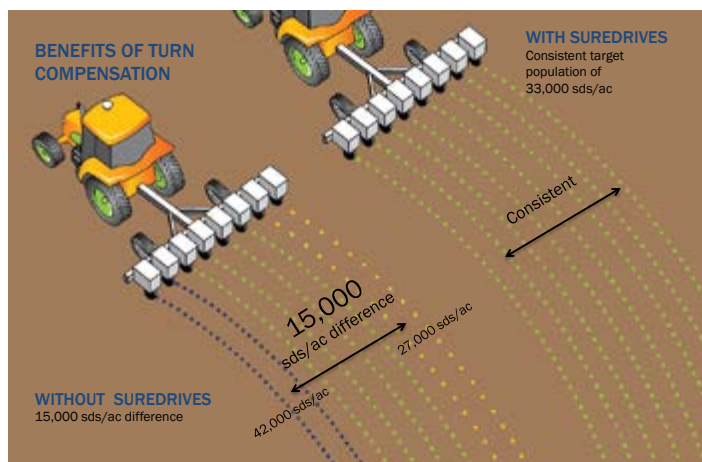 BENEFITS OF TURN
COMPENSATION
WITH SUREDRIVES
Consistent target
population of
33,000 sds/ac
Consistent
15,000
sds/ac difference
27,000 sds/ac
42,000 sds/ac
WITHOUT SUREDRIVES
15,000 sds/ac difference